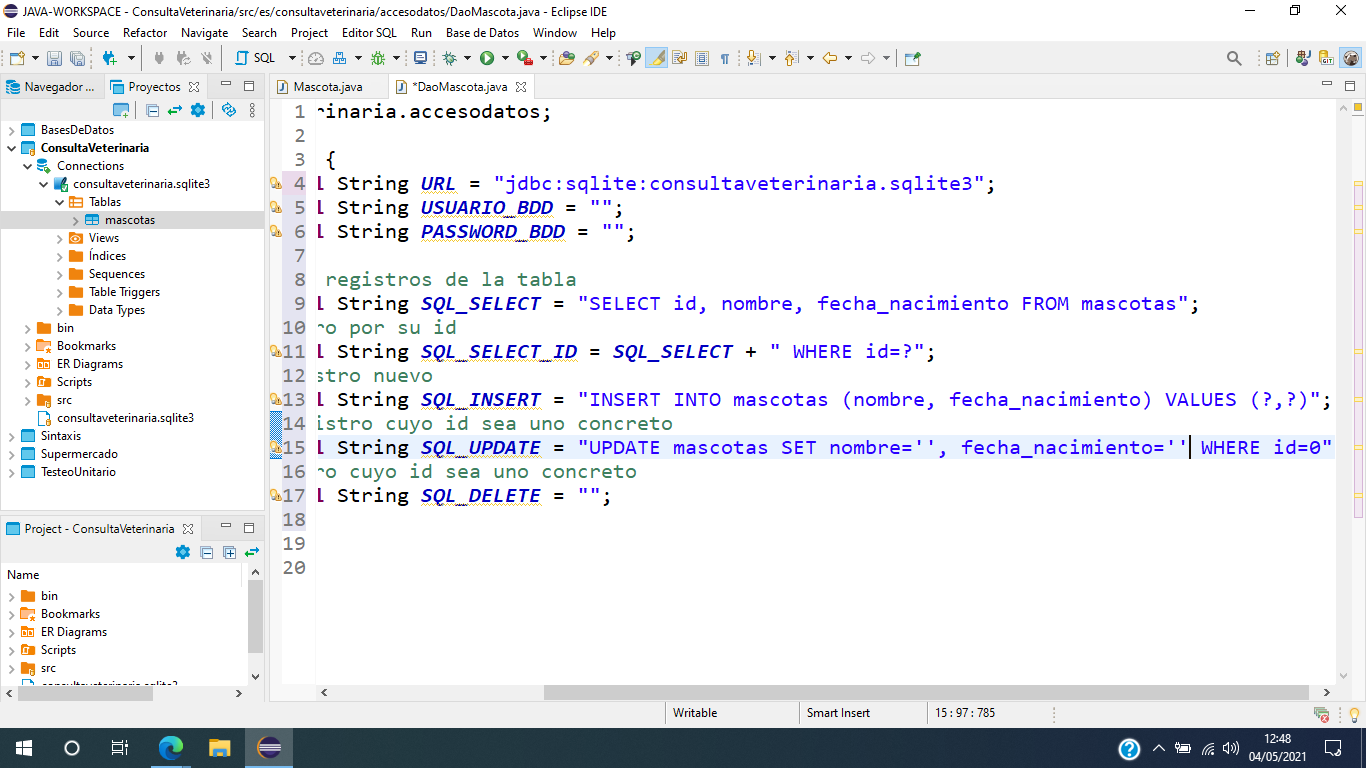 JAVA-WORKSPACE - ConsultaVeterinaria/src/es/consultaveterinaria/accesodatos/DaoMascota.java - Eclipse IDE
File Edit Source Refactor Navigate Search Project Editor SQL Run Base de Datos Window Help
SQL
Navegador ... Proyectos
BasesDeDatos
ConsultaVeterinaria
Connections
consultaveterinaria.sqlite3
Tablas
mascotas
Views
Índices
Sequences
Table Triggers
Data Types
bin
Bookmarks
ER Diagrams
Scripts
src
consultaveterinaria.sqlite3
Sintaxis
Supermercado
TesteoUnitario
Project - ConsultaVeterinaria
Name
bin
Bookmarks
ER Diagrams
Scripts
src
consultaveterinaria.sqlite3
Mascota.java *DaoMascota.java
1 rinaria.accesodatos;
2
3 {
4 l String URL = "jdbc:sqlite:consultaveterinaria.sqlite3";
5 l String USUARIO_BDD = "";
6 l String PASSWORD_BDD = "";
7
8 registros de la tabla
9 l String SQL_SELECT = "SELECT id, nombre, fecha_nacimiento FROM mascotas";
10 ro por su id
11 l String SQL_SELECT_ID = SQL_SELECT + " WHERE id=?";
12 stro nuevo
13 l String SQL_INSERT = "INSERT INTO mascotas (nombre, fecha_nacimiento) VALUES (?,?)";
14 istro cuyo id sea uno concreto
15 l String SQL_UPDATE = "UPDATE mascotas SET nombre='', fecha_nacimiento='' WHERE id=0"
16 ro cuyo id sea uno concreto
17 l String SQL_DELETE = "";
18
19
20
Writable Smart Insert 15 : 97 : 785
12:48
04/05/2021